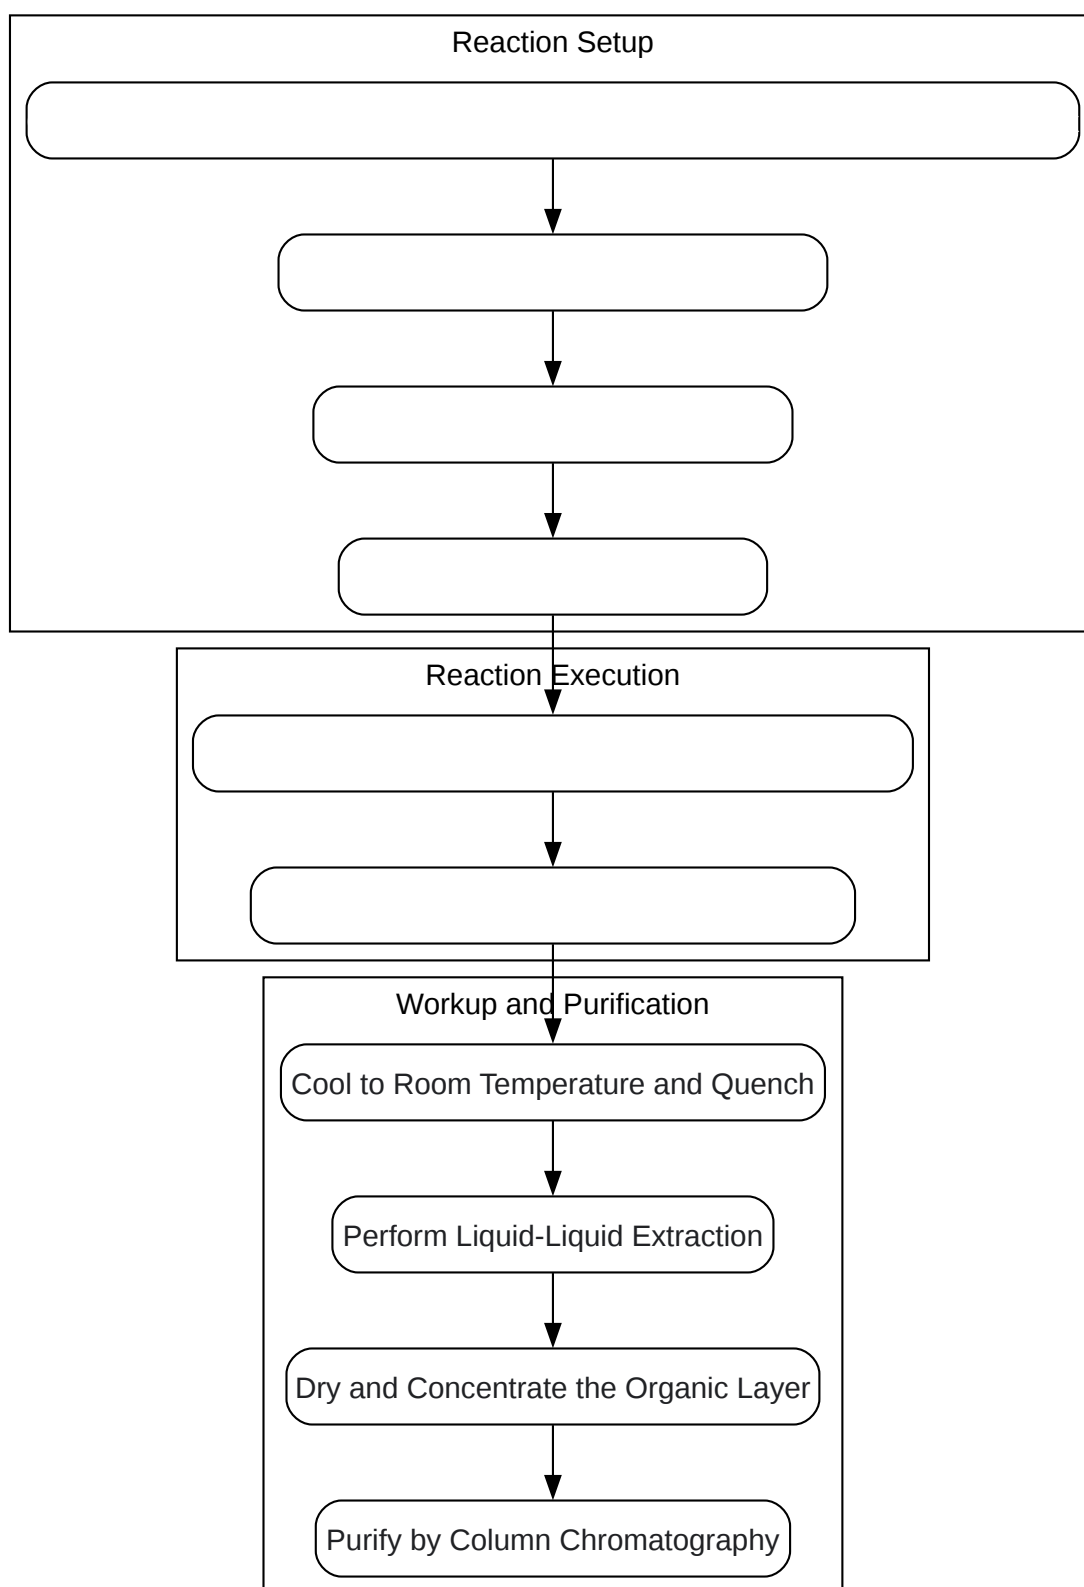 Reaction Setup
Reaction Execution
Workup and Purification
Cool to Room Temperature and Quench
Perform Liquid-Liquid Extraction
Dry and Concentrate the Organic Layer
Purify by Column Chromatography